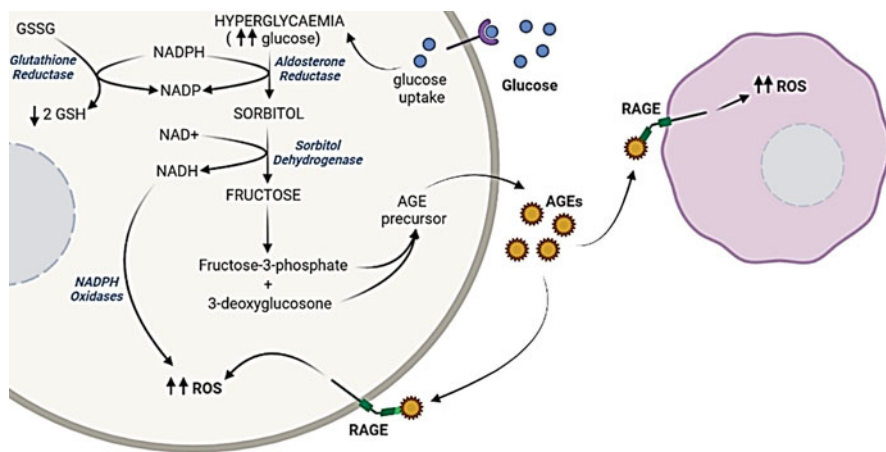 GSSG
HYPERGLYCAEMIA
(↑↑ glucose)
NADPH
Glutathione
Reductase
Aldosterone
Reductase
NADP
↓ 2 GSH
glucose
uptake
Glucose
SORBITOL
NAD+
Sorbitol
Dehydrogenase
NADH
FRUCTOSE
AGE
precursor
Fructose-3-phosphate
+
3-deoxyglucosone
NADPH
Oxidases
↑↑ ROS
RAGE
AGEs
RAGE
↑↑ ROS